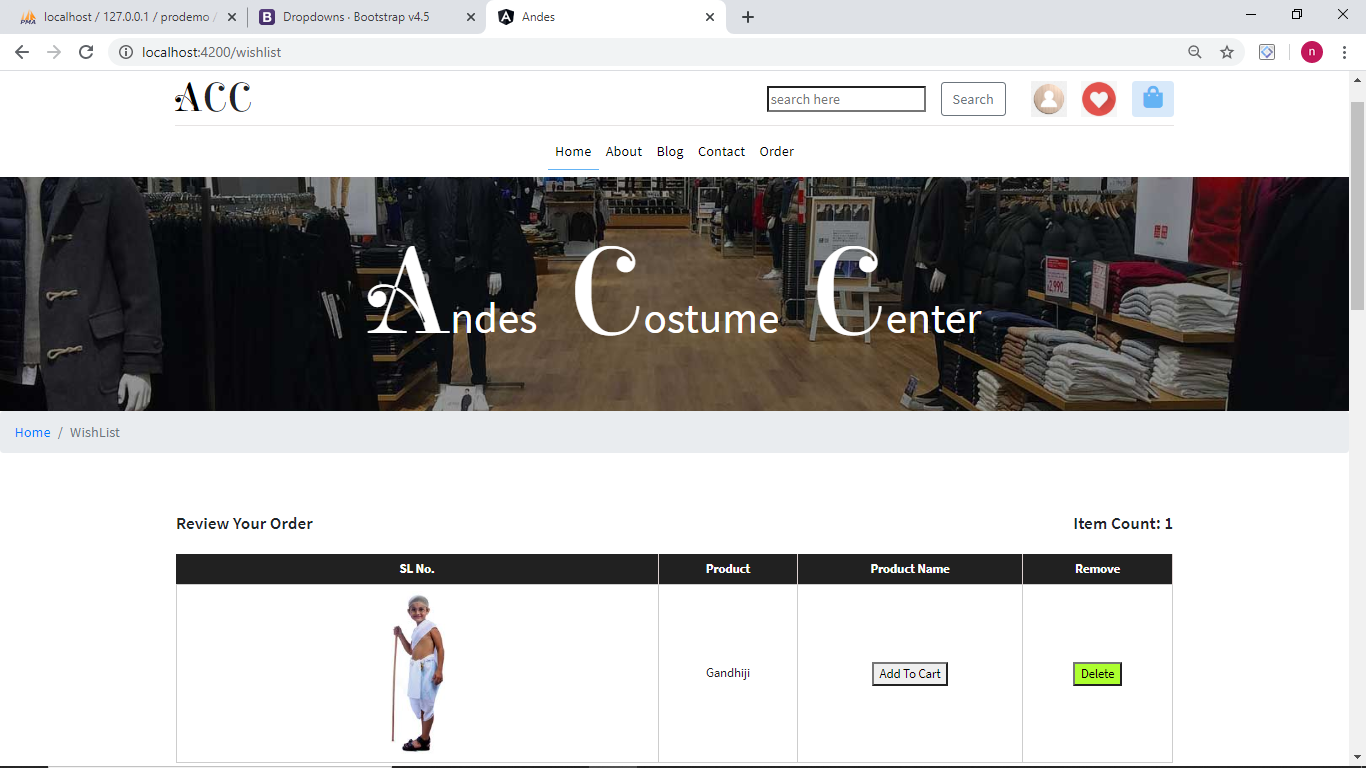 localhost / 127.0.0.1 / prodemo /
Dropdowns · Bootstrap v4.5
Andes
localhost:4200/wishlist
n
ACC
search here
Search
Home About Blog Contact Order
Andes Costume Center
Home / WishList
Review Your Order
Item Count: 1
SL No. Product Product Name Remove
Gandhiji Add To Cart Delete